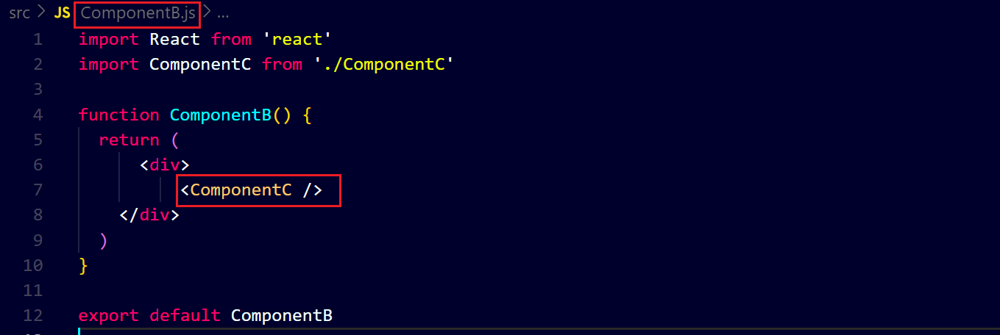 src > JS ComponentB.js > ...
1 import React from 'react'
2 import ComponentC from './ComponentC'
3
4 function ComponentB() {
5 return (
6 <div>
7 <ComponentC />
8 </div>
9 )
10 }
11
12 export default ComponentB